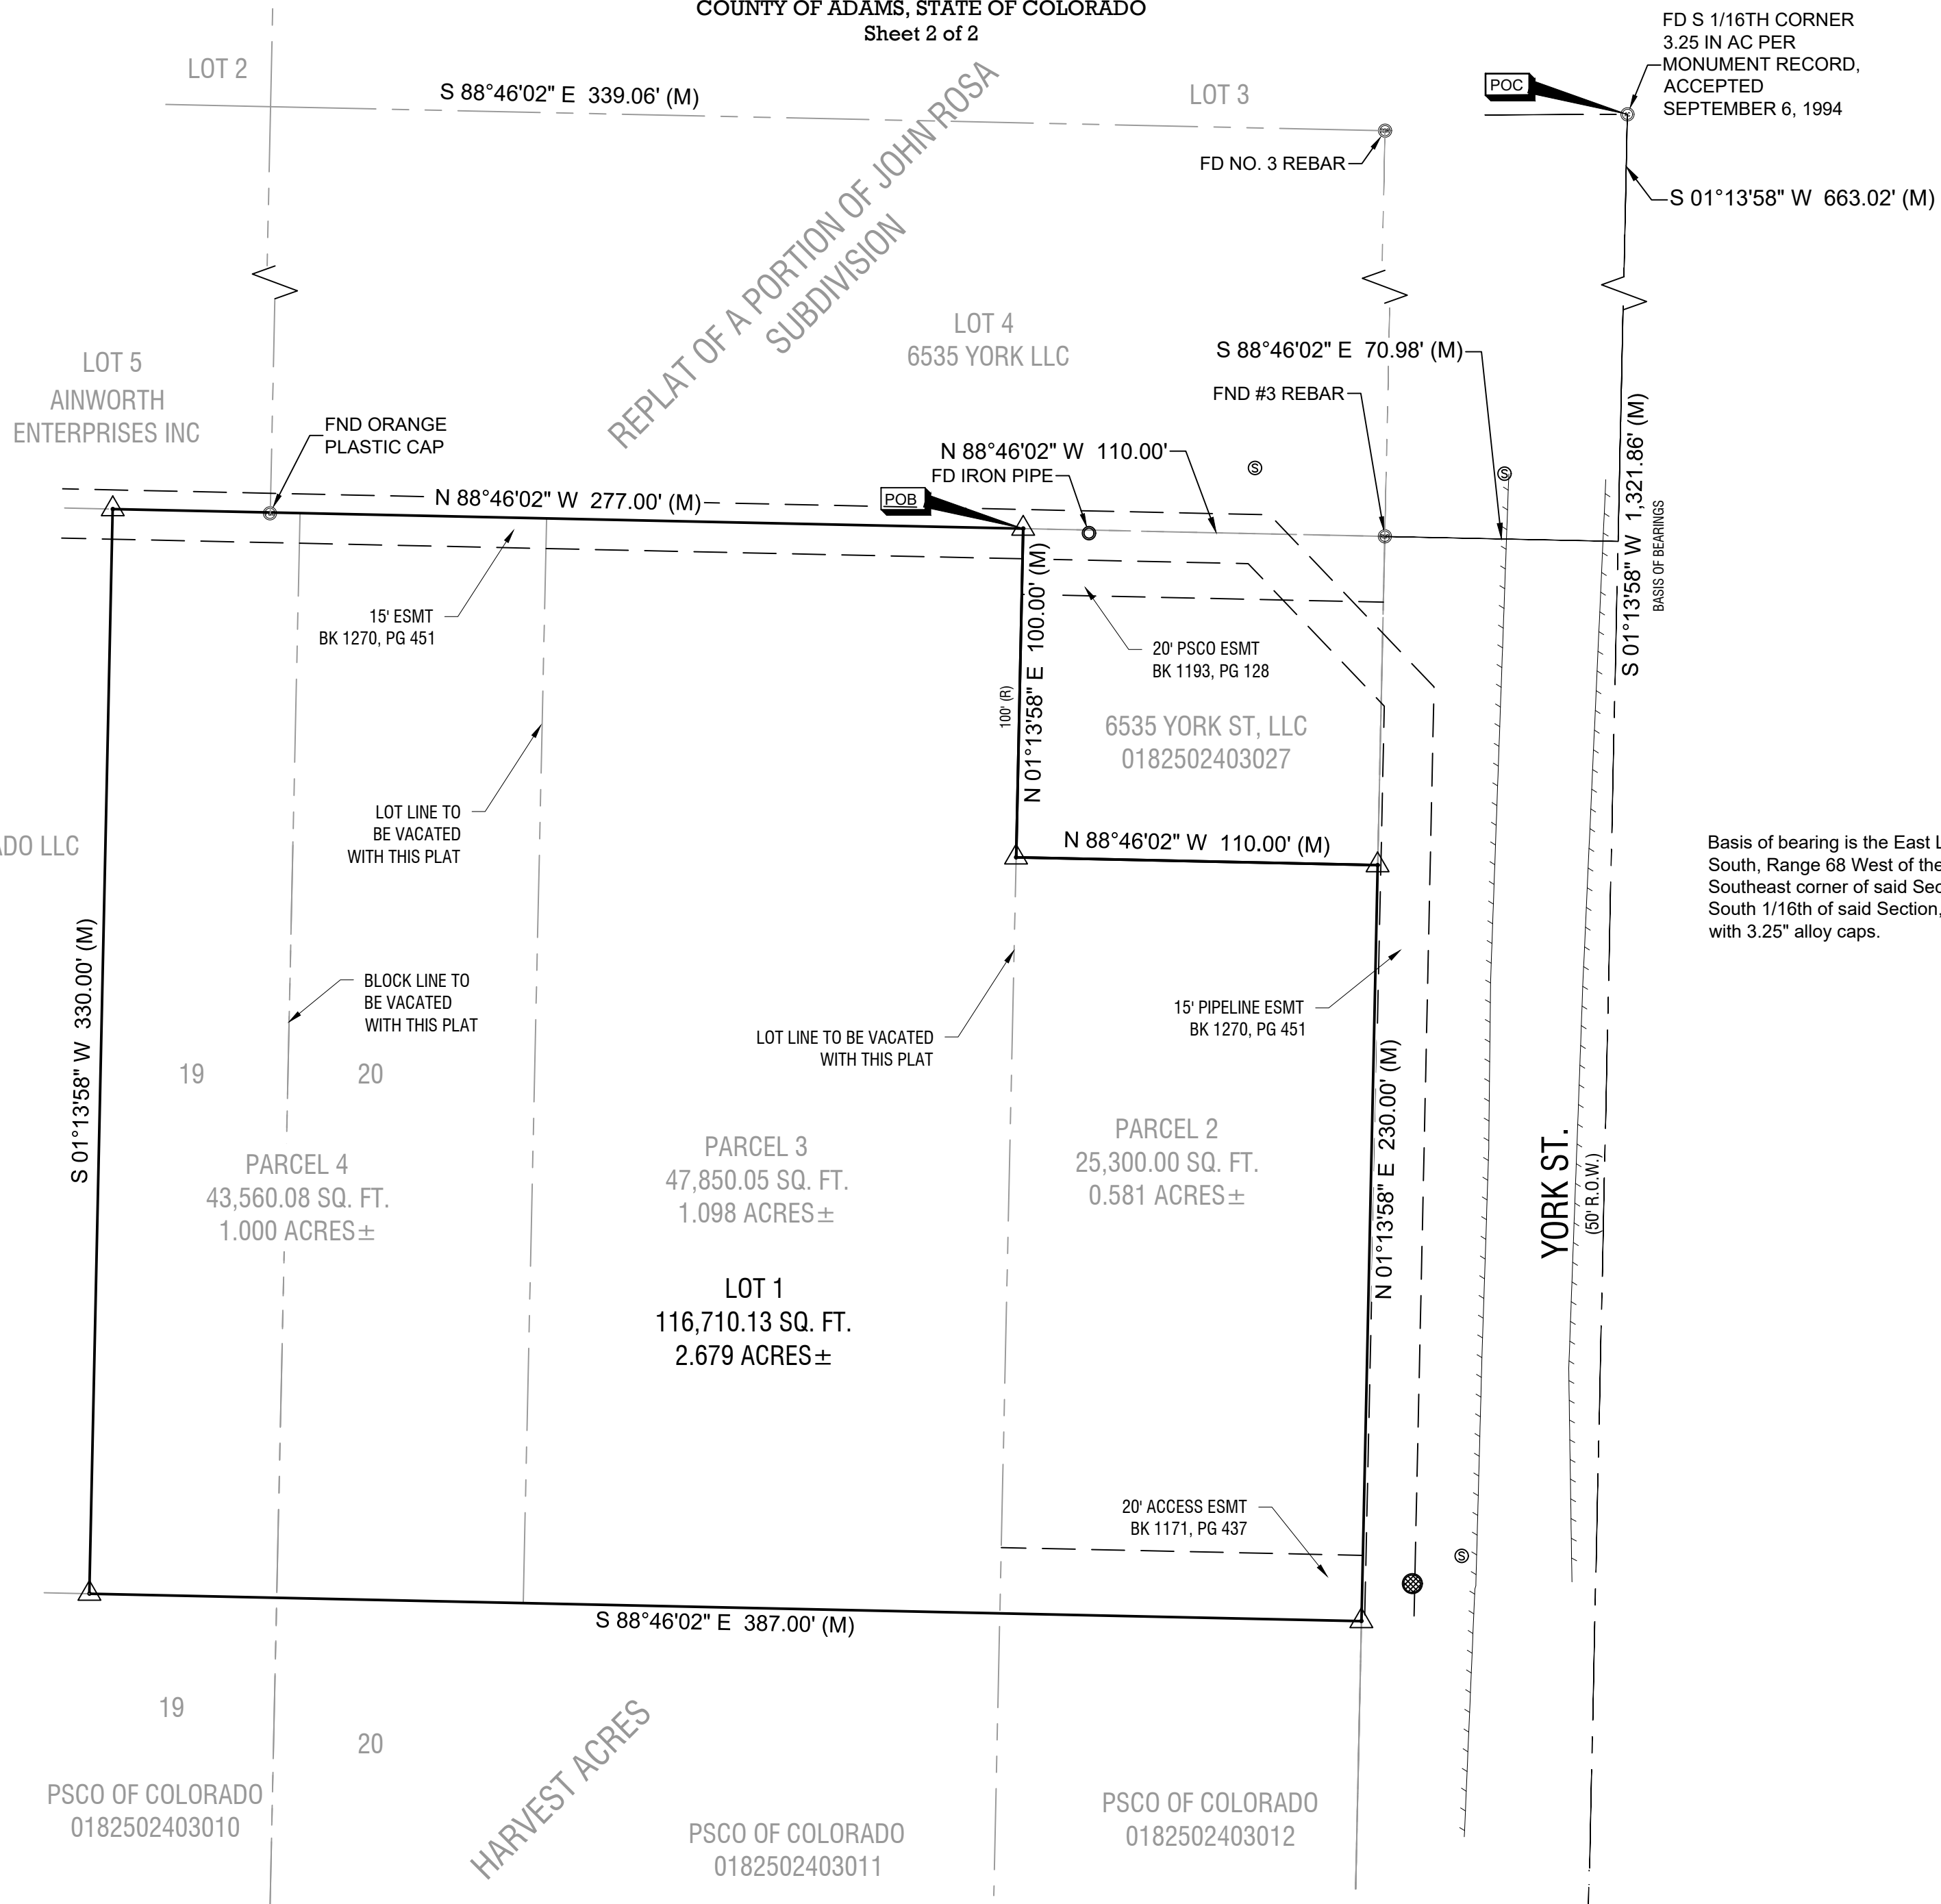 COUNTY OF ADAMS, STATE OF COLORADO
Sheet 2 of 2
FD S 1/16TH CORNER
3.25 IN AC PER
MONUMENT RECORD,
ACCEPTED
SEPTEMBER 6, 1994
POC
LOT 2
S 88°46'02" E 339.06' (M)
LOT 3
FD NO. 3 REBAR
S 01°13'58" W 663.02' (M)
REPLAT OF A PORTION OF JOHN ROSA
SUBDIVISION
LOT 4
6535 YORK LLC
S 88°46'02" E 70.98' (M)
LOT 5
AINWORTH
ENTERPRISES INC
FND #3 REBAR
FND ORANGE
PLASTIC CAP
N 88°46'02" W 110.00'
FD IRON PIPE
S
S
N 88°46'02" W 277.00' (M)
POB
S 01°13'58" W 1,321.86' (M)
BASIS OF BEARINGS
15' ESMT
BK 1270, PG 451
N 01°13'58" E 100.00' (M)
100' (R)
20' PSCO ESMT
BK 1193, PG 128
6535 YORK ST, LLC
0182502403027
LOT LINE TO
BE VACATED
WITH THIS PLAT
ADO LLC
N 88°46'02" W 110.00' (M)
Basis of bearing is the East L
South, Range 68 West of the
Southeast corner of said Sec
South 1/16th of said Section,
with 3.25" alloy caps.
S 01°13'58" W 330.00' (M)
BLOCK LINE TO
BE VACATED
WITH THIS PLAT
15' PIPELINE ESMT
BK 1270, PG 451
LOT LINE TO BE VACATED
WITH THIS PLAT
19
20
N 01°13'58" E 230.00' (M)
PARCEL 4
43,560.08 SQ. FT.
1.000 ACRES±
PARCEL 3
47,850.05 SQ. FT.
1.098 ACRES±
PARCEL 2
25,300.00 SQ. FT.
0.581 ACRES±
YORK ST.
(50' R.O.W.)
LOT 1
116,710.13 SQ. FT.
2.679 ACRES±
20' ACCESS ESMT
BK 1171, PG 437
S
S 88°46'02" E 387.00' (M)
19
20
HARVEST ACRES
PSCO OF COLORADO
0182502403010
PSCO OF COLORADO
0182502403011
PSCO OF COLORADO
0182502403012